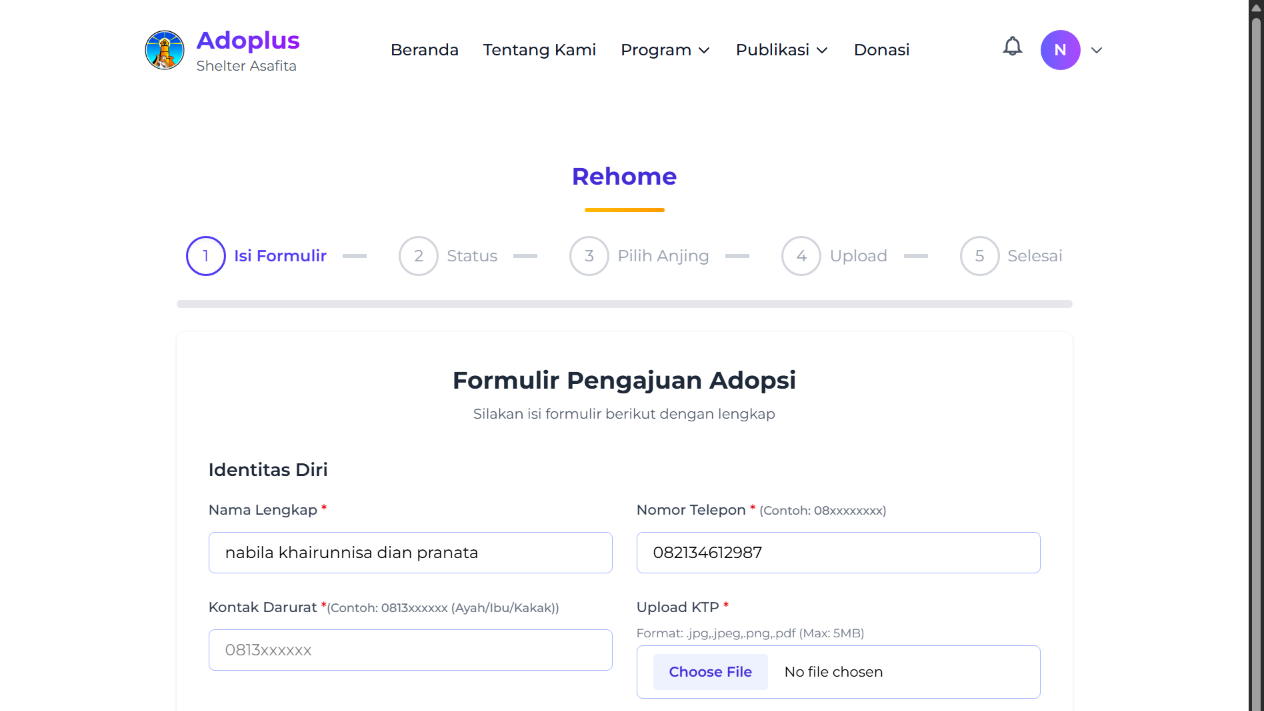 Adoplus
Shelter Asafita
Beranda Tentang Kami Program Publikasi Donasi
N
Rehome
1 Isi Formulir 2 Status 3 Pilih Anjing 4 Upload 5 Selesai
Formulir Pengajuan Adopsi
Silakan isi formulir berikut dengan lengkap
Identitas Diri
Nama Lengkap *
nabila khairunnisa dian pranata
Nomor Telepon * (Contoh: 08xxxxxxxx)
082134612987
Kontak Darurat *(Contoh: 0813xxxxxx (Ayah/Ibu/Kakak))
0813xxxxxx
Upload KTP *
Format: .jpg,.jpeg,.png,.pdf (Max: 5MB)
Choose File No file chosen